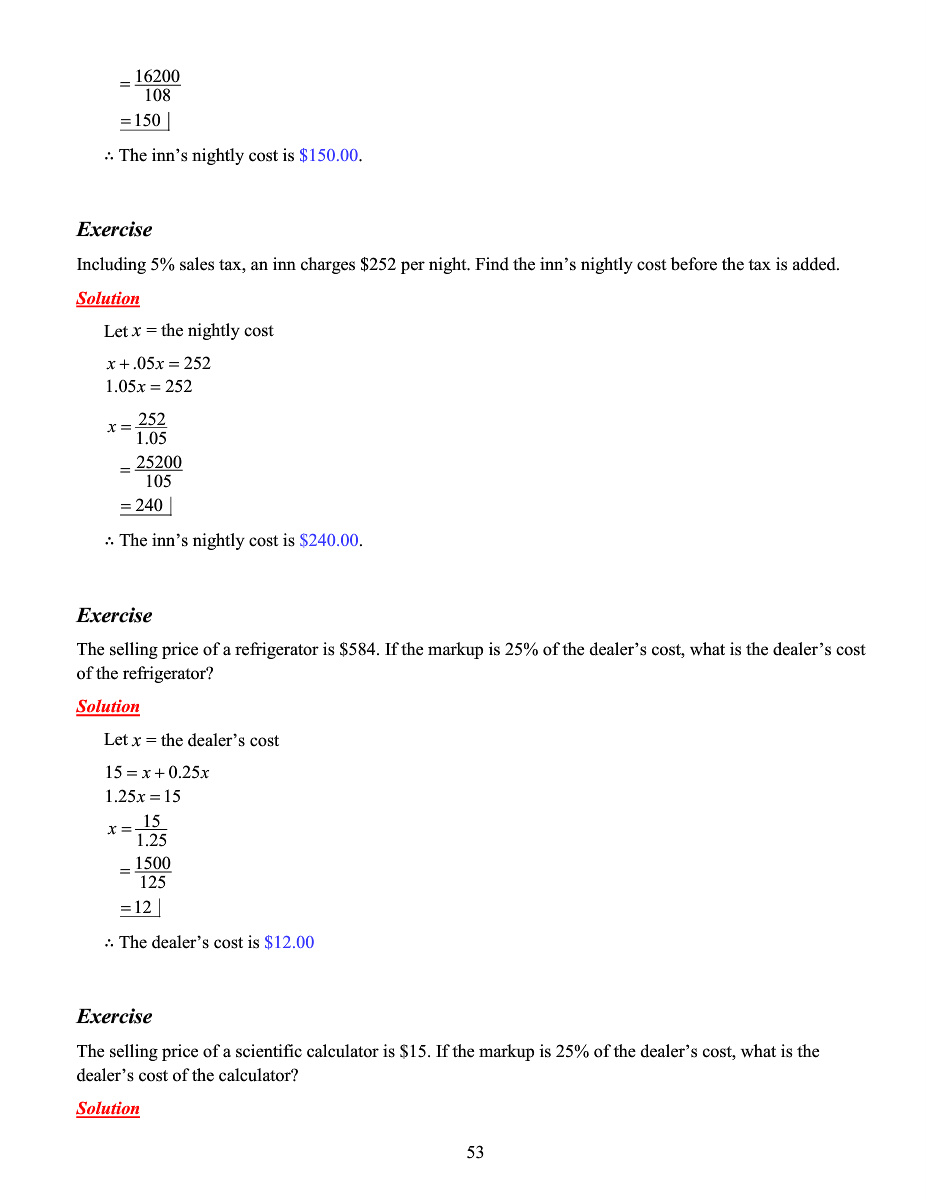 = 16200/108
= 150
∴ The inn’s nightly cost is $150.00.
Exercise
Including 5% sales tax, an inn charges $252 per night. Find the inn’s nightly cost before the tax is added.
Solution
Let x = the nightly cost
x + .05x = 252
1.05x = 252
x = 252/1.05
= 25200/105
= 240
∴ The inn’s nightly cost is $240.00.
Exercise
The selling price of a refrigerator is $584. If the markup is 25% of the dealer’s cost, what is the dealer’s cost
of the refrigerator?
Solution
Let x = the dealer’s cost
15 = x + 0.25x
1.25x = 15
x = 15/1.25
= 1500/125
= 12
∴ The dealer’s cost is $12.00
Exercise
The selling price of a scientific calculator is $15. If the markup is 25% of the dealer’s cost, what is the
dealer’s cost of the calculator?
Solution
53